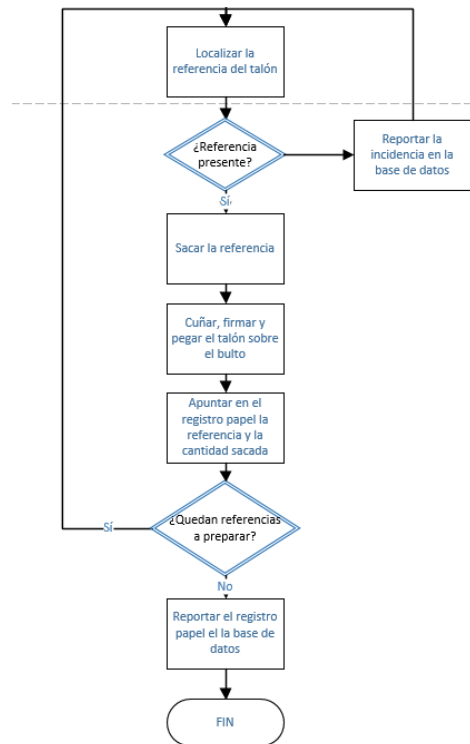 Localizar la
referencia del talón
¿Referencia
presente?
Reportar la
incidencia en la
base de datos
Sí
Sacar la referencia
Cuñar, firmar y
pegar el talón sobre
el bulto
Apuntar en el
registro papel la
referencia y la
cantidad sacada
¿Quedan referencias
a preparar?
Sí
No
Reportar el registro
papel el la base de
datos
FIN